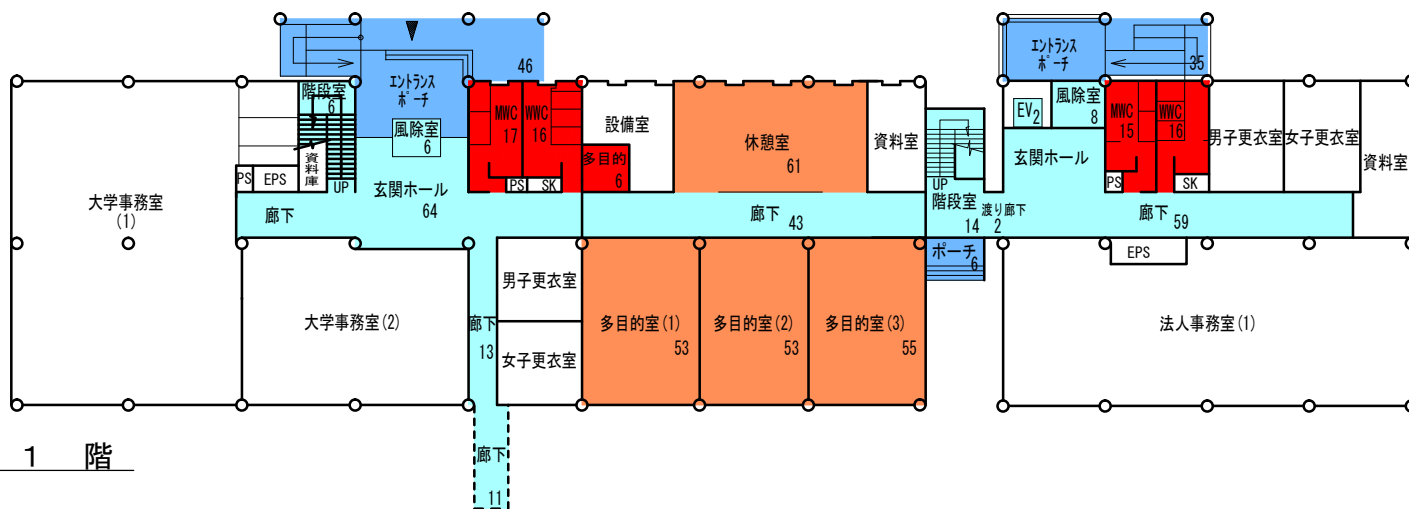 エントランス
ポーチ
46
エントランス
ポーチ
35
階段室
6
風除室
6
MWC
17
WWC
16
設備室
休憩室
61
資料室
EV 2
風除室
8
MWC
15
WWC
16
男子更衣室
女子更衣室
資料室
PS
EPS
資料庫
UP
玄関ホール
64
PS
SK
多目的
6
UP
玄関ホール
PS
SK
大学事務室
(1)
廊下
廊下
43
階段室
14
渡り廊下
2
廊下
59
ポーチ
6
EPS
大学事務室(2)
廊下
13
男子更衣室
女子更衣室
多目的室(1)
53
多目的室(2)
53
多目的室(3)
55
法人事務室(1)
廊下
11
1 階